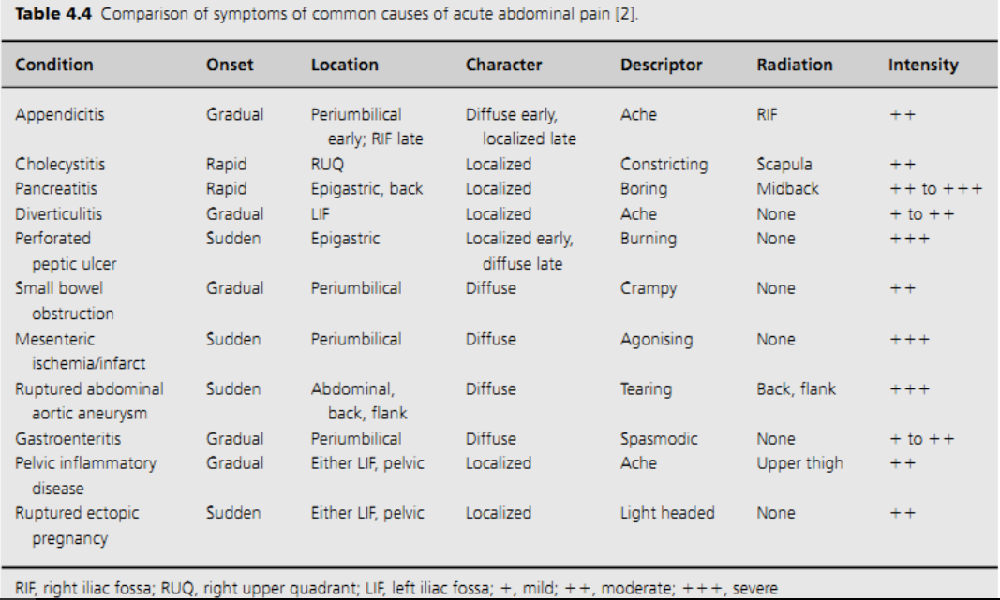 Table 4.4 Comparison of symptoms of common causes of acute abdominal pain [2].
Condition Onset Location Character Descriptor Radiation Intensity
Appendicitis Gradual Periumbilical Diffuse early, Ache RIF ++
early; RIF late localized late
Cholecystitis Rapid RUQ Localized Constricting Scapula ++
Pancreatitis Rapid Epigastric, back Localized Boring Midback ++ to +++
Diverticulitis Gradual LIF Localized Ache None + to ++
Perforated Sudden Epigastric Localized early, Burning None +++
peptic ulcer diffuse late
Small bowel Gradual Periumbilical Diffuse Crampy None ++
obstruction
Mesenteric Sudden Periumbilical Diffuse Agonising None +++
ischemia/infarct
Ruptured abdominal Sudden Abdominal, Diffuse Tearing Back, flank +++
aortic aneurysm back, flank
Gastroenteritis Gradual Periumbilical Diffuse Spasmodic None + to ++
Pelvic inflammatory Gradual Either LIF, pelvic Localized Ache Upper thigh ++
disease
Ruptured ectopic Sudden Either LIF, pelvic Localized Light headed None ++
pregnancy
RIF, right iliac fossa; RUQ, right upper quadrant; LIF, left iliac fossa; +, mild; ++, moderate; +++, severe